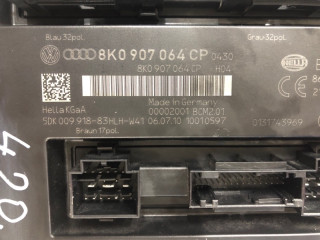 Blau 32pol.
Grau-32pol.
8K0 907 064 CP 0430
8K0 907 064 CP H04
HELLA
Hella KGaA
Made in Germany
00002001 BCM2.01
5DK 009.918-83HLH-W41 06.07.10 10010597
0131743969
Braun 17pol.
420